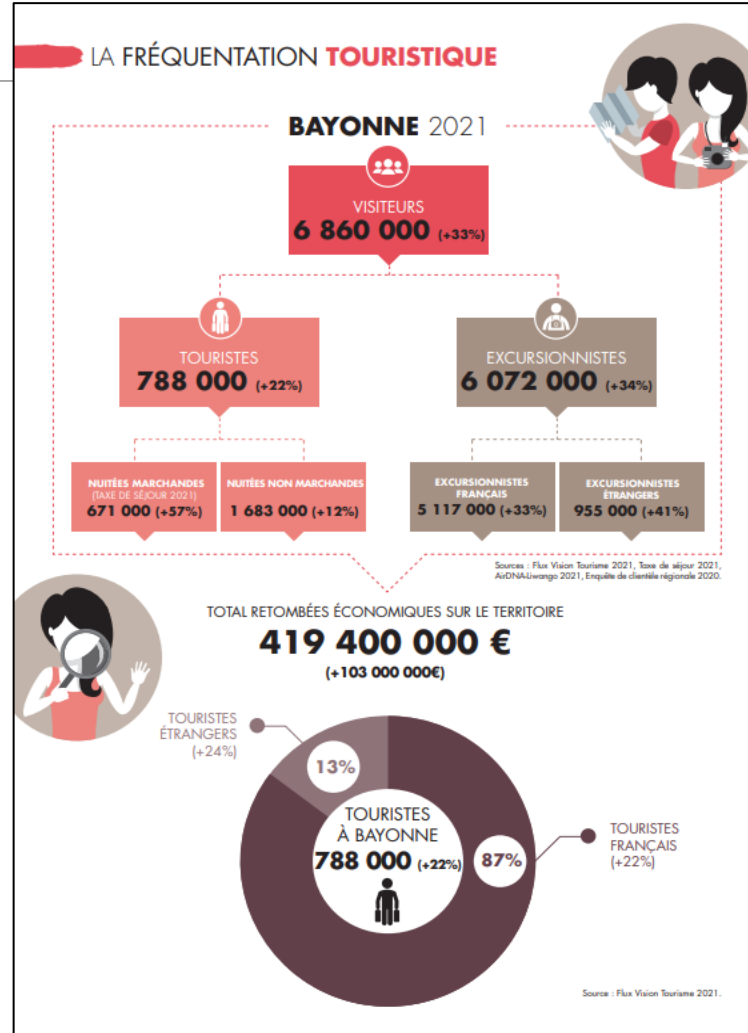 LA FRÉQUENTATION TOURISTIQUE
BAYONNE 2021
VISITEURS
6 860 000 (+33%)
TOURISTES
788 000 (+22%)
EXCURSIONNISTES
6 072 000 (+34%)
NUITÉES MARCHANDES
(TAXE DE SÉJOUR 2021)
671 000 (+57%)
NUITÉES NON MARCHANDES
1 683 000 (+12%)
EXCURSIONNISTES
FRANÇAIS
5 117 000 (+33%)
EXCURSIONNISTES
ÉTRANGERS
955 000 (+41%)
Sources : Flux Vision Tourisme 2021, Taxe de séjour 2021,
AirDNA-Liwango 2021, Enquête de clientèle régionale 2020.
TOTAL RETOMBÉES ÉCONOMIQUES SUR LE TERRITOIRE
419 400 000 €
(+103 000 000€)
TOURISTES
ÉTRANGERS
(+24%)
13%
TOURISTES
À BAYONNE
788 000 (+22%)
87%
TOURISTES
FRANÇAIS
(+22%)
Source : Flux Vision Tourisme 2021.